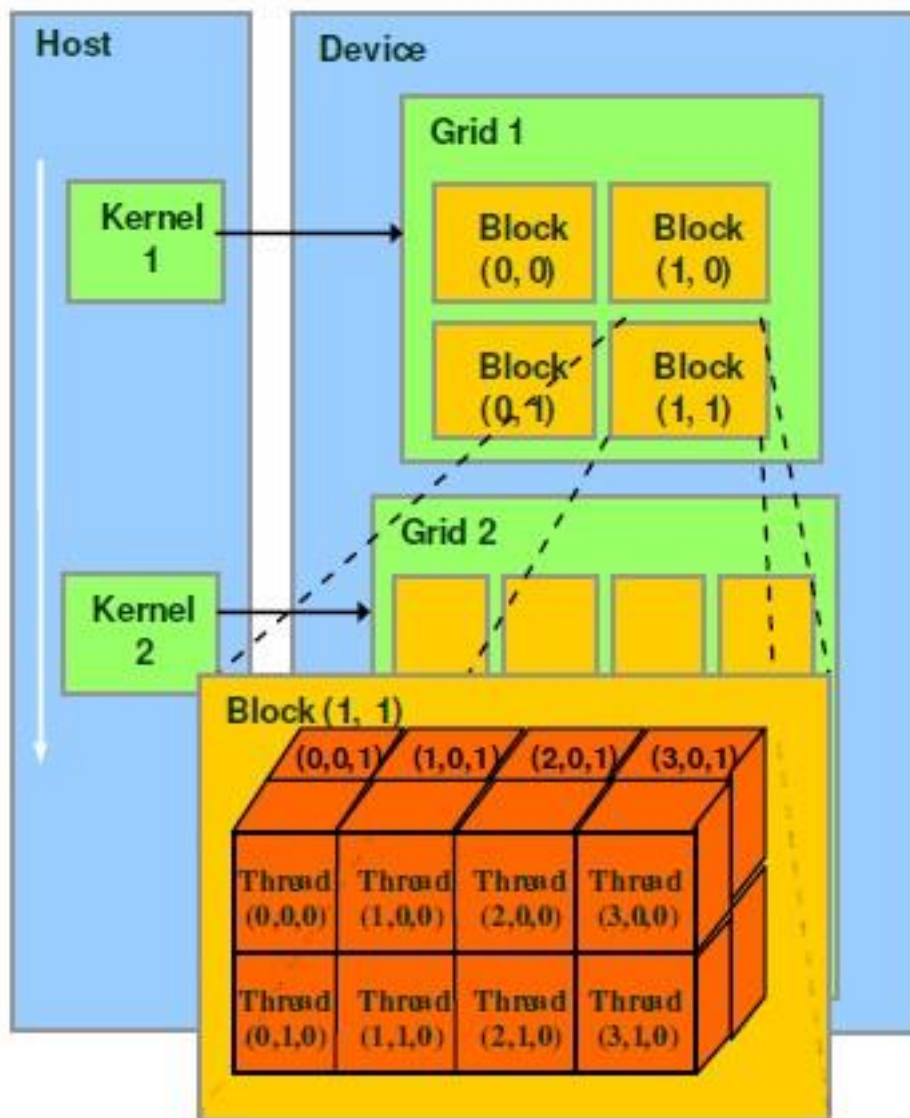 Host
Device
Grid 1
Kernel
1
Block
(0, 0)
Block
(1, 0)
Block
(0, 1)
Block
(1, 1)
Grid 2
Kernel
2
Block (1, 1)
(0,0,1) (1,0,1) (2,0,1) (3,0,1)
Thread
(0,0,0)
Thread
(1,0,0)
Thread
(2,0,0)
Thread
(3,0,0)
Thread
(0,1,0)
Thread
(1,1,0)
Thread
(2,1,0)
Thread
(3,1,0)